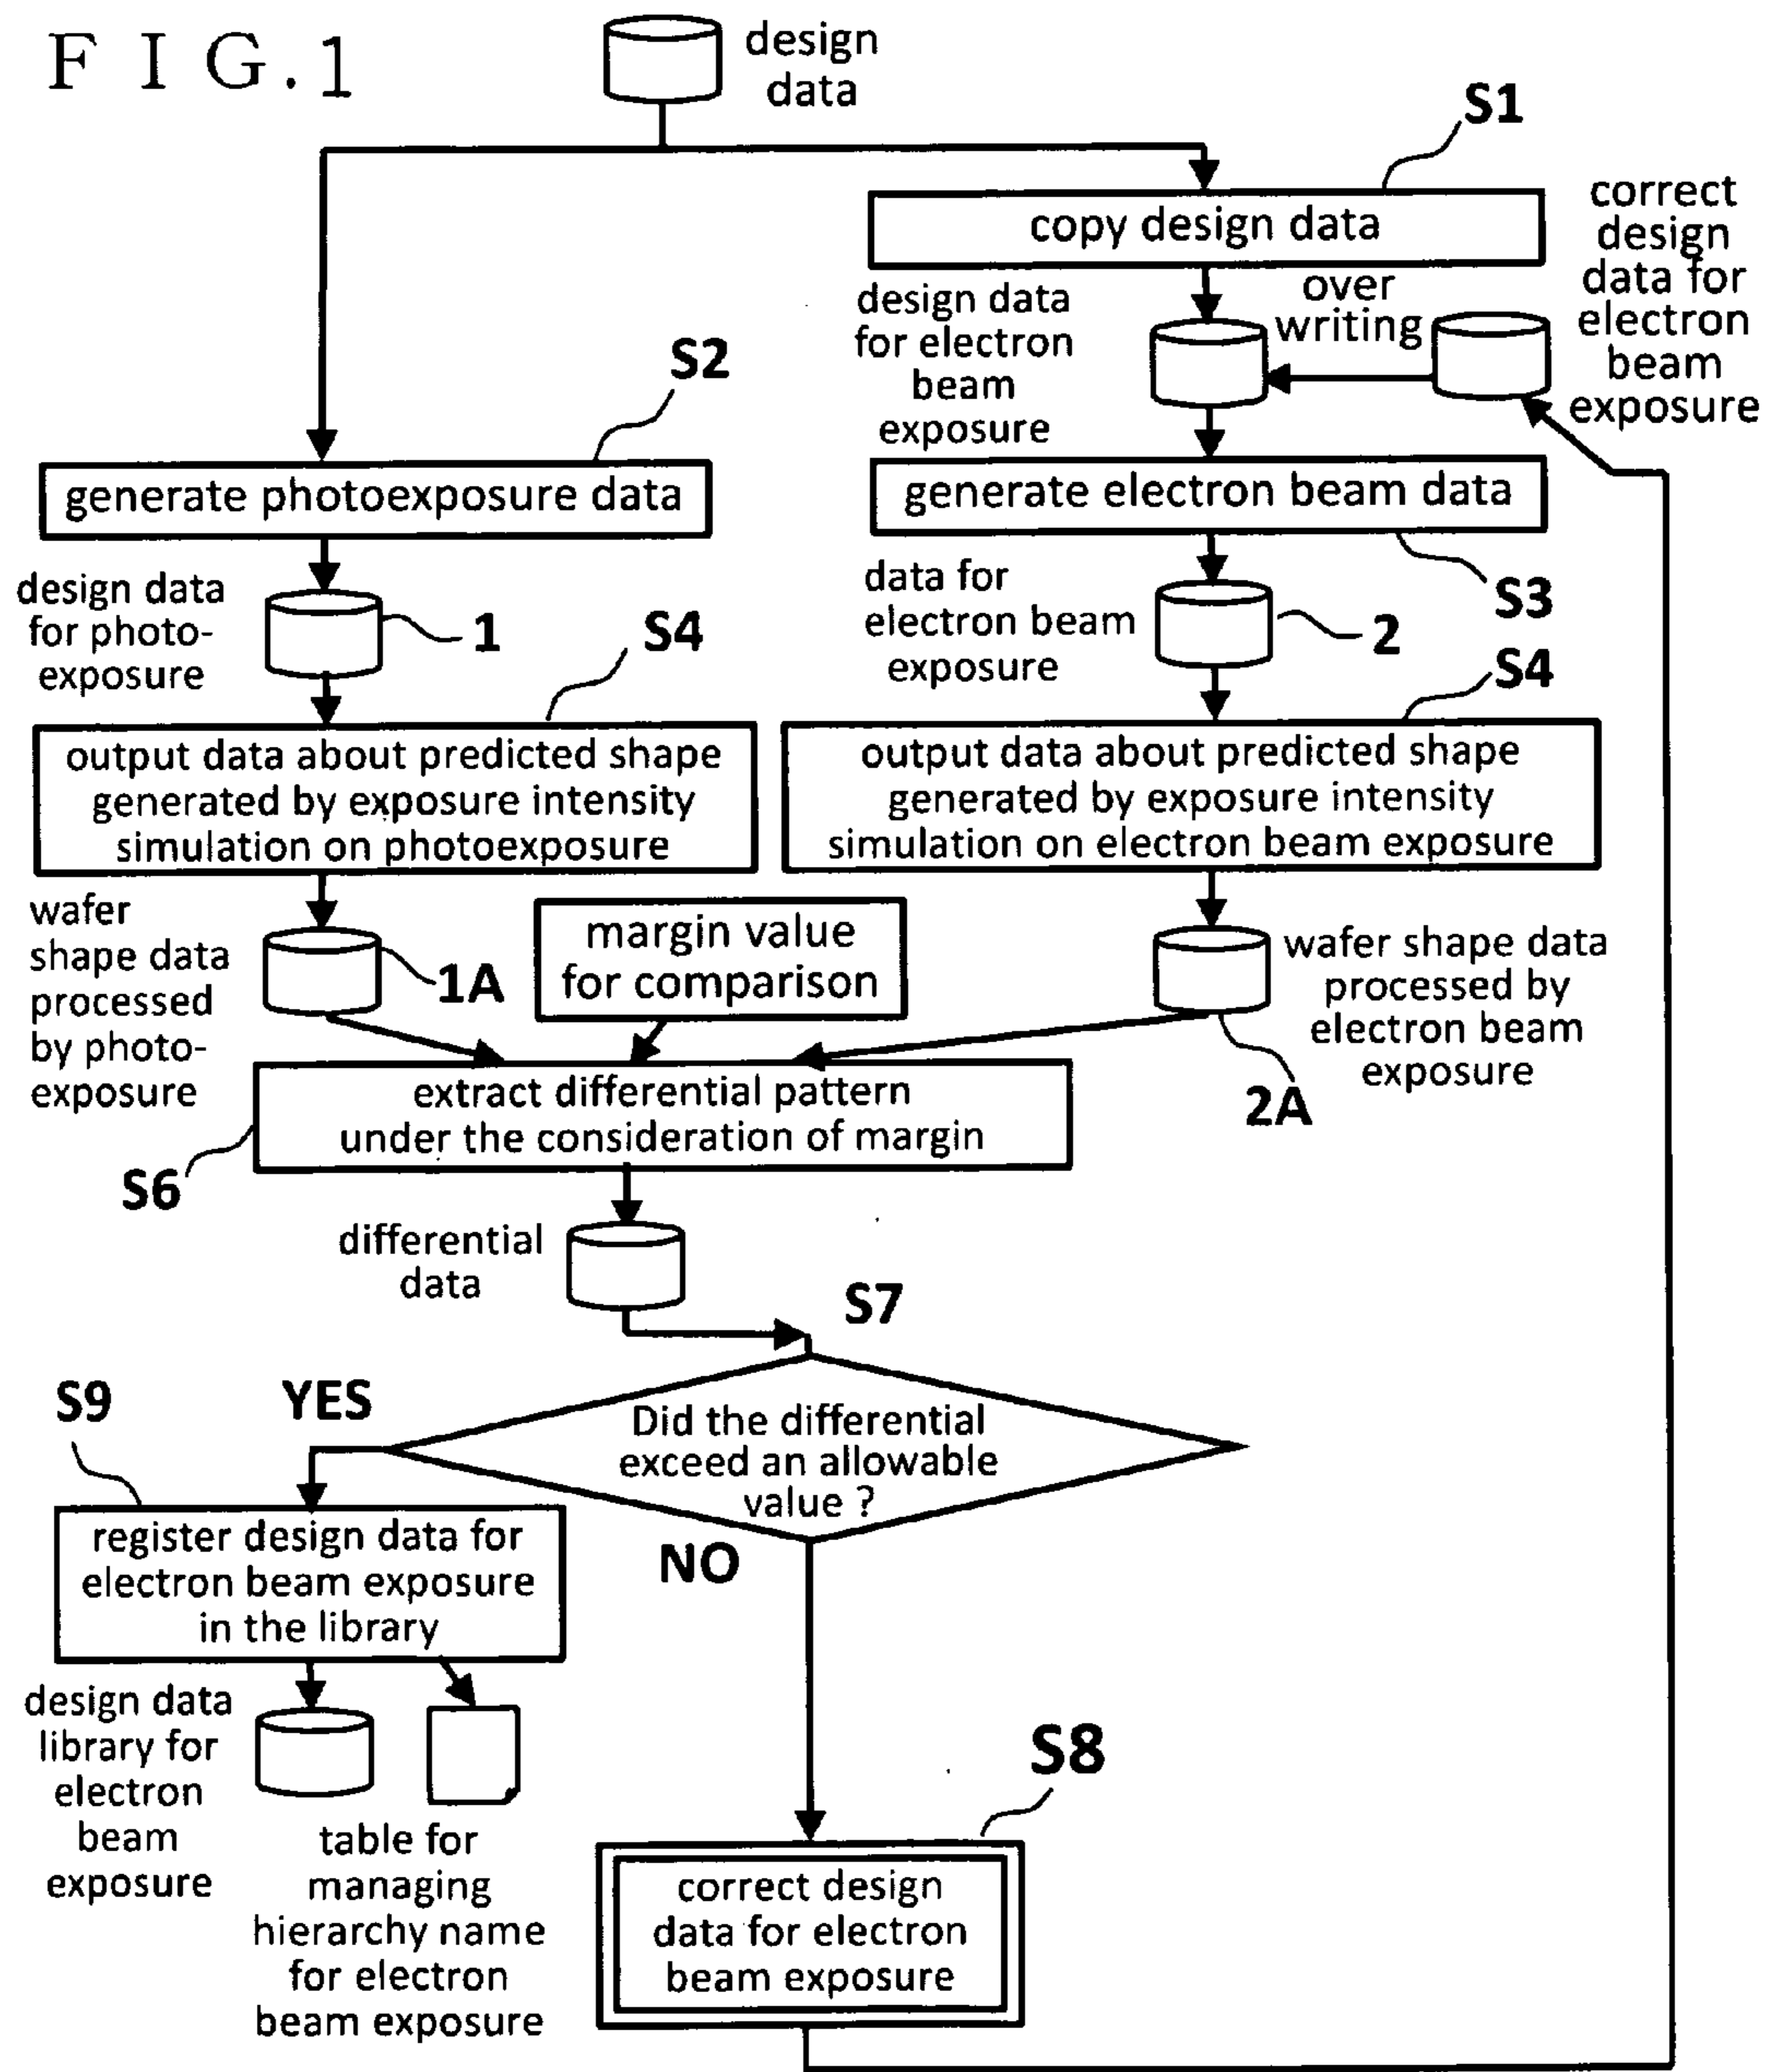 FIG.1
design
data
S1
copy design data
correct
design
data for
electron
beam
exposure
over
writing
design data
for electron
beam
exposure
S2
generate photoexposure data
generate electron beam data
S3
design data
for photo-
exposure
1
data for
electron beam
exposure
2
S4
output data about predicted shape
generated by exposure intensity
simulation on photoexposure
S4
output data about predicted shape
generated by exposure intensity
simulation on electron beam exposure
wafer
shape data
processed
by photo-
exposure
1A
margin value
for comparison
wafer shape data
processed by
electron beam
exposure
2A
extract differential pattern
under the consideration of margin
S6
differential
data
S7
Did the differential
exceed an allowable
value ?
YES
NO
S9
register design data for
electron beam exposure
in the library
design data
library for
electron
beam
exposure
table for
managing
hierarchy name
for electron
beam exposure
S8
correct design
data for electron
beam exposure